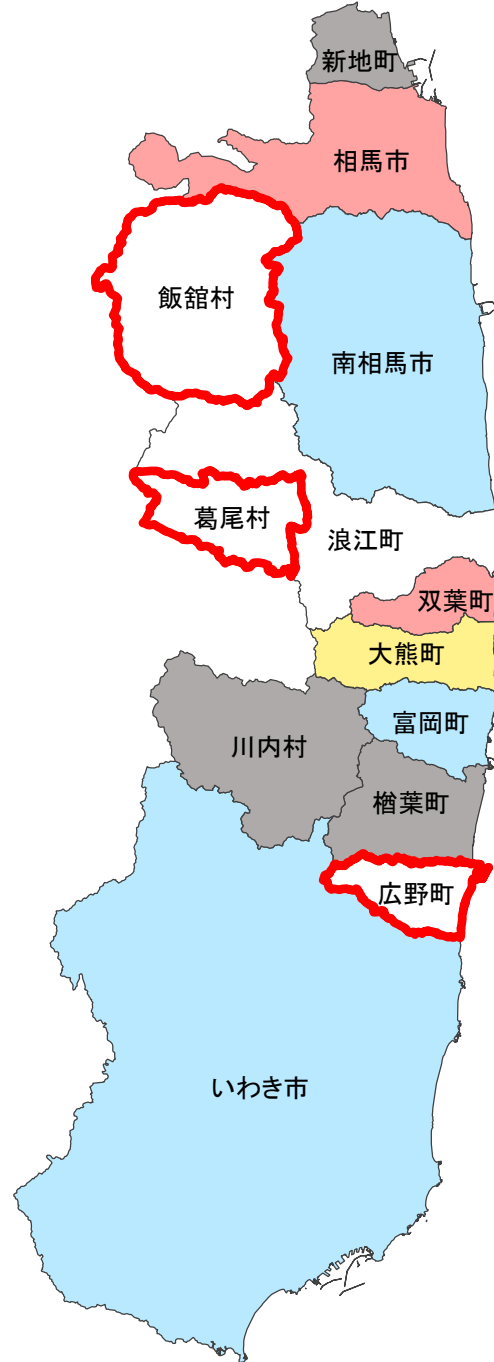 新地町
相馬市
飯舘村
南相馬市
葛尾村
浪江町
双葉町
大熊町
富岡町
川内村
楢葉町
広野町
いわき市